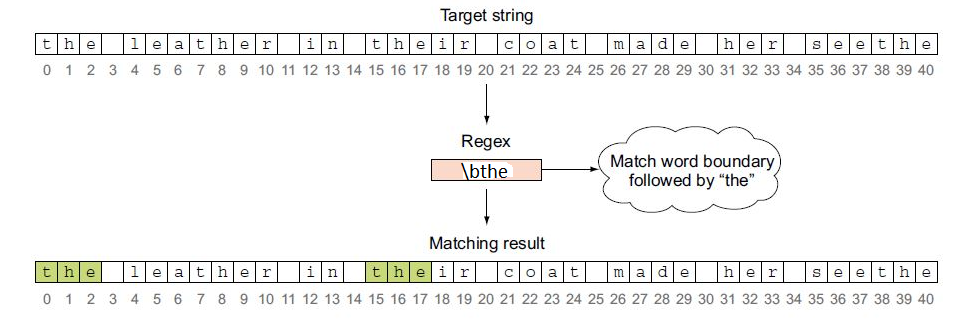 Target string
the leather in their coat made her seethe
0 1 2 3 4 5 6 7 8 9 10 11 12 13 14 15 16 17 18 19 20 21 22 23 24 25 26 27 28 29 30 31 32 33 34 35 36 37 38 39 40
Regex
\bthe
Match word boundary
followed by “the”
Matching result
the leather in their coat made her seethe
0 1 2 3 4 5 6 7 8 9 10 11 12 13 14 15 16 17 18 19 20 21 22 23 24 25 26 27 28 29 30 31 32 33 34 35 36 37 38 39 40